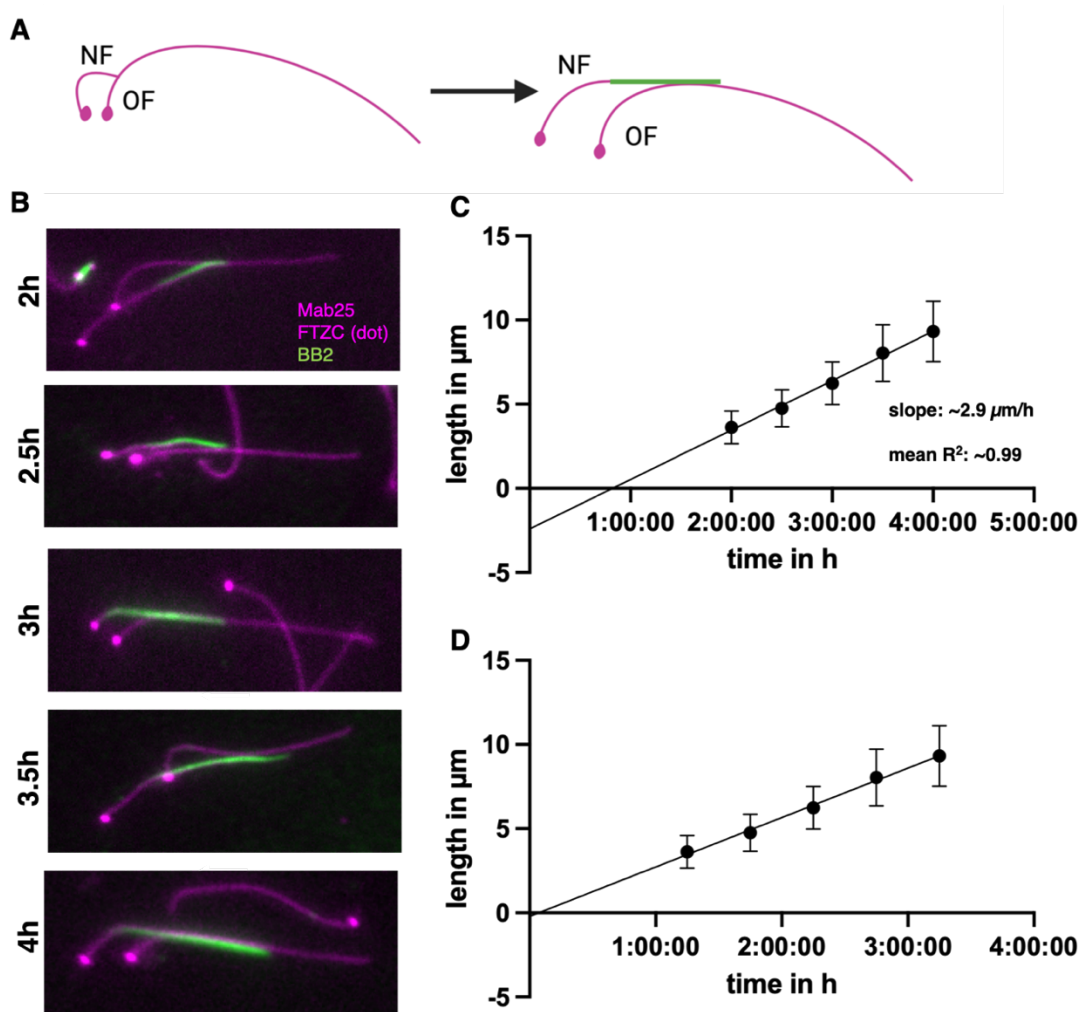 A
NF
OF
NF
OF
B
2h
Mab25
FTZC (dot)
BB2
2.5h
3h
3.5h
4h
C
length in µm
15
10
5
0
-5
1:00:00 2:00:00 3:00:00 4:00:00 5:00:00
time in h
slope: ~2.9 µm/h
mean R²: ~0.99
D
length in µm
15
10
5
0
-5
1:00:00 2:00:00 3:00:00 4:00:00
time in h